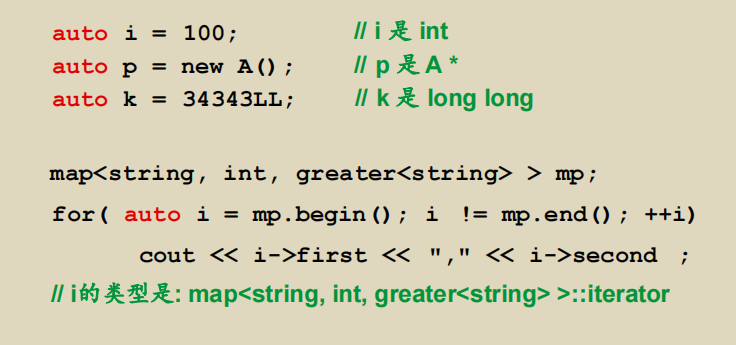 auto i = 100; // i 是 int
auto p = new A(); // p 是 A *
auto k = 34343LL; // k 是 long long
map<string, int, greater<string> > mp;
for( auto i = mp.begin(); i != mp.end(); ++i)
cout << i->first << "," << i->second ;
// i的类型是: map<string, int, greater<string> >::iterator